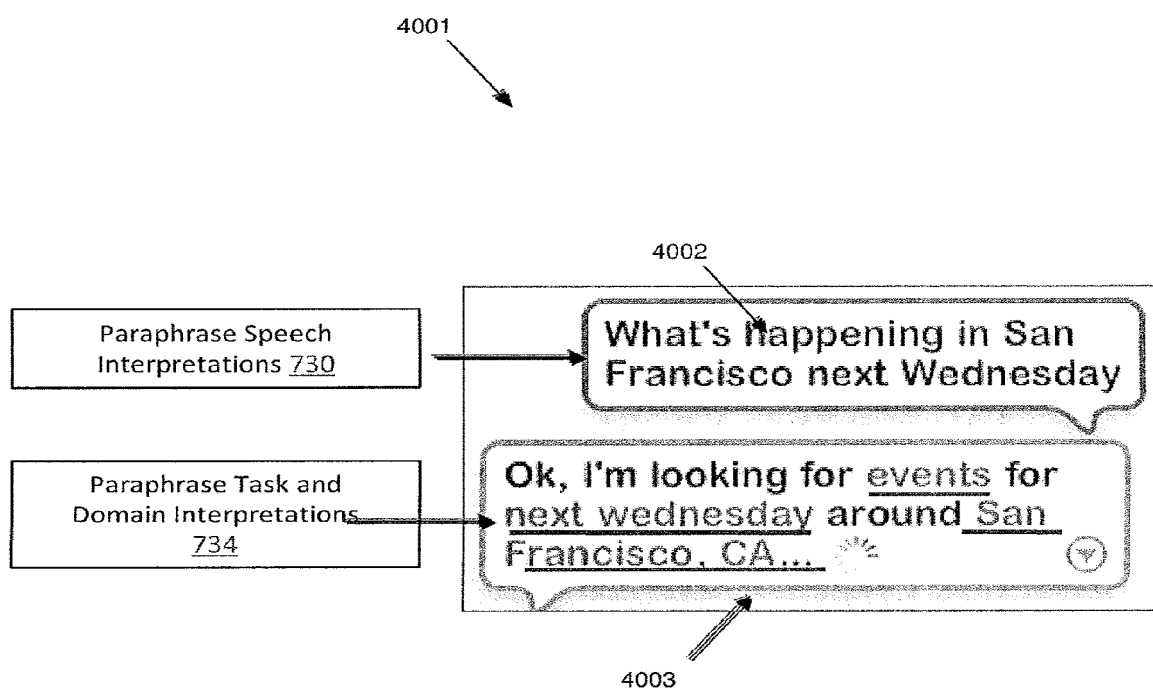 4001
4002
Paraphrase Speech
Interpretations 730
What's happening in San
Francisco next Wednesday
Paraphrase Task and
Domain Interpretations
734
Ok, I'm looking for events for
next wednesday around San
Francisco, CA...
4003